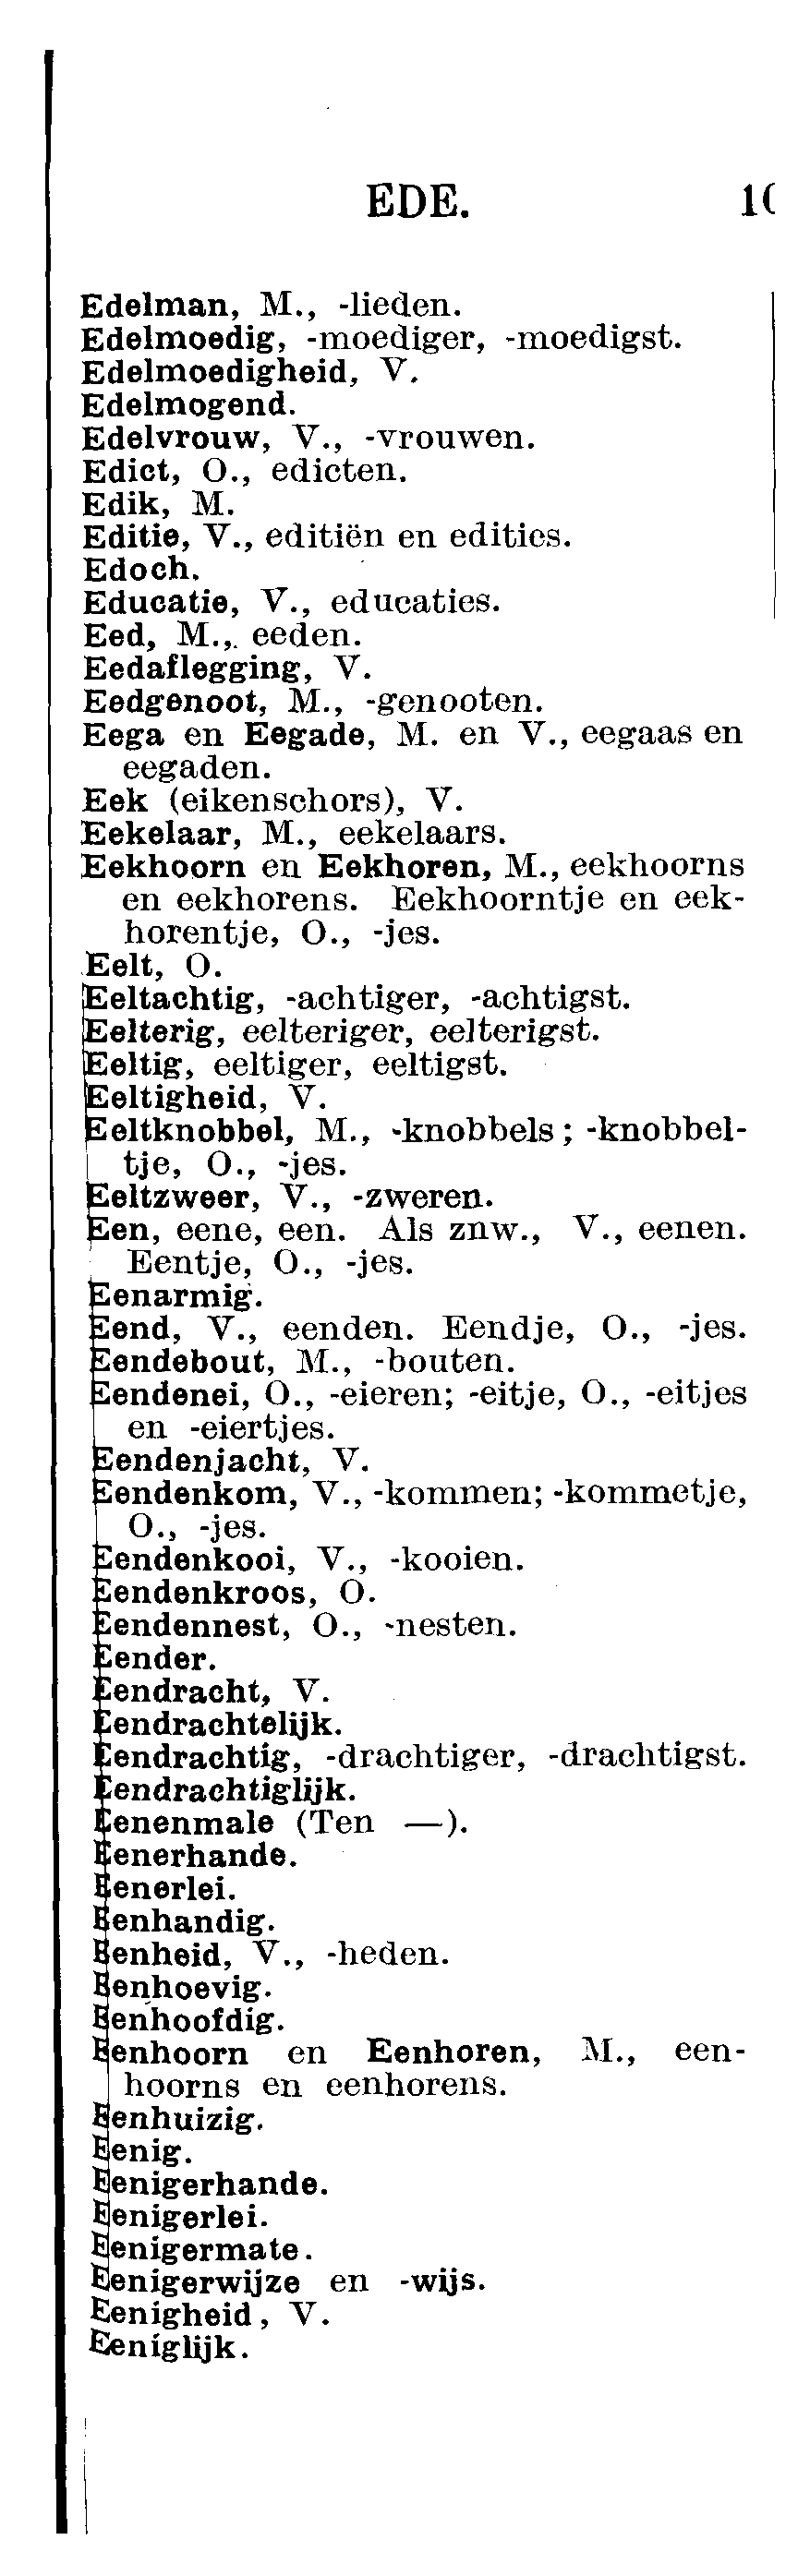 EDE.
Edelman, M., -lieden.
Edelmoedig, -moediger, -moedigst.
Edelmoedigheid, V.
Edelmogend.
Edelvrouw, V., -vrouwen.
Edict, O., edicten.
Edik, M.
Editie, V., editiën en edities.
Edoch.
Educatie, V., educaties.
Eed, M., eeden.
Eedaflegging, V.
Eedgenoot, M., -genooten.
Eega en Eegade, M. en V., eegaas en
eegaden.
Eek (eikenschors), V.
Eekelaar, M., eekelaars.
Eekhoorn en Eekhoren, M., eekhoorns
en eekhorens. Eekhoorntje en eek-
horentje, O., -jes.
Eelt, O.
Eeltachtig, -achtiger, -achtigst.
Eelterig, eelteriger, eelterigst.
Eeltig, eeltiger, eeltigst.
Eeltigheid, V.
Eeltknobbel, M., -knobbels; -knobbel-
tje, O., -jes.
Eeltzweer, V., -zweren.
Een, eene, een. Als znw., V., eenen.
Eentje, O., -jes.
Eenarmig.
Eend, V., eenden. Eendje, O., -jes.
Eendebout, M., -bouten.
Eendenei, O., -eieren; -eitje, O., -eitjes
en -eiertjes.
Eendenjacht, V.
Eendenkom, V., -kommen; -kommetje,
O., -jes.
Eendenkooi, V., -kooien.
Eendenkroos, O.
Eendennest, O., -nesten.
Eender.
Eendracht, V.
Eendrachtelijk.
Eendrachtig, -drachtiger, -drachtigst.
Eendrachtiglijk.
Eenenmale (Ten —).
Eenerhande.
Eenerlei.
Eenhandig.
Eenheid, V., -heden.
Eenhoevig.
Eenhoofdig.
Eenhoorn en Eenhoren, M., een-
hoorns en eenhorens.
Eenhuizig.
Eenig.
Eenigerhande.
Eenigerlei.
Eenigermate.
Eenigerwijze en -wijs.
Eenigheid, V.
Eeniglijk.